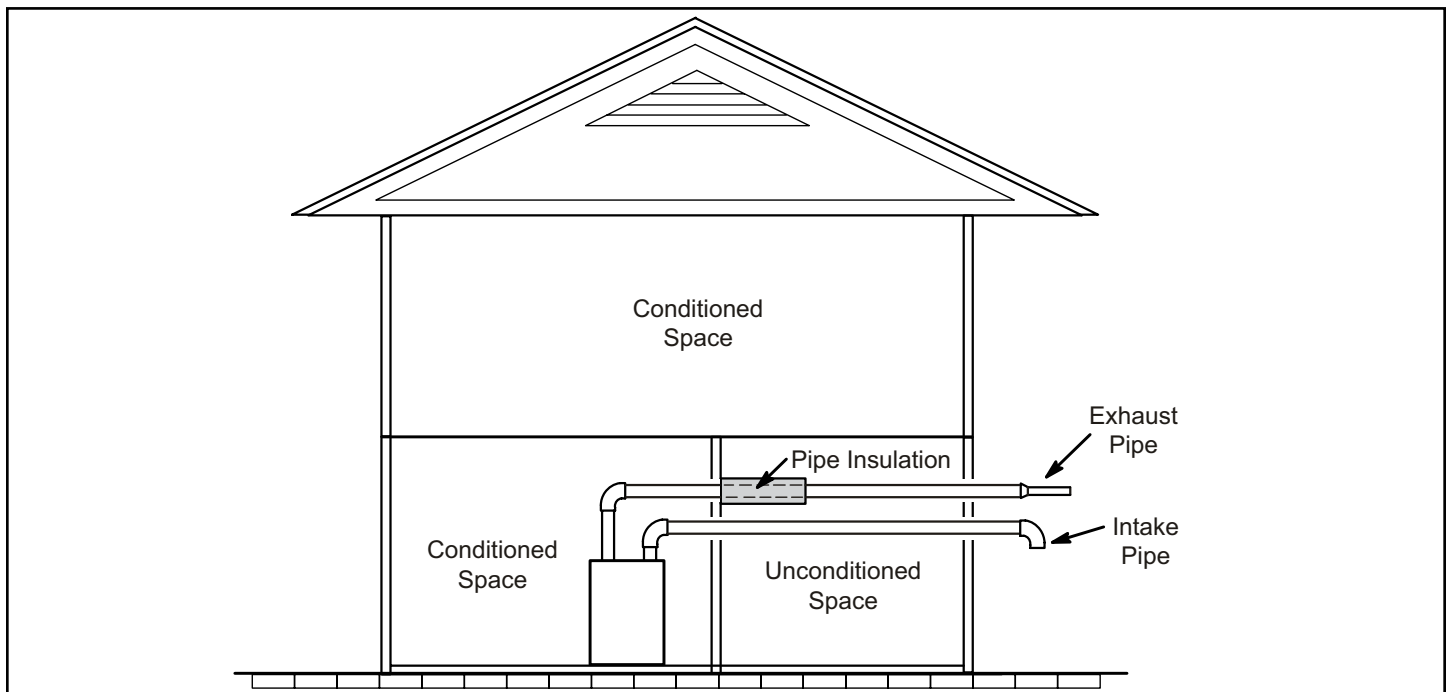 Conditioned
Space
Exhaust
Pipe
Pipe Insulation
Intake
Pipe
Conditioned
Space
Unconditioned
Space